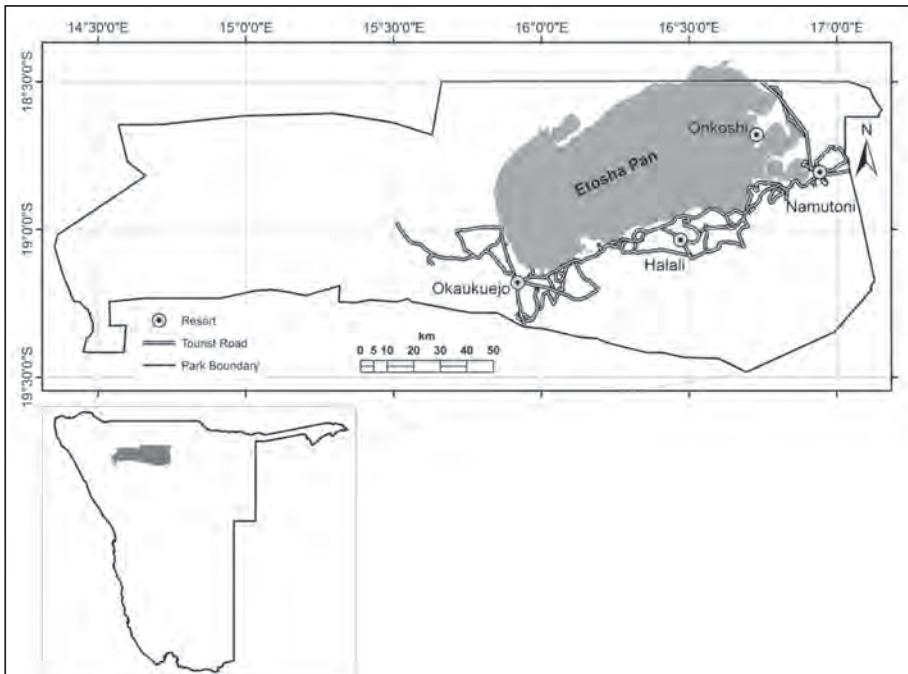 14°30'0"E 15°0'0"E 15°30'0"E 16°0'0"E 16°30'0"E 17°0'0"E
18°30'0"S
Onkoshi
N
Etosha Pan
Namutoni
19°0'0"S
Halali
Okaukuejo
Resort
Tourist Road
Park Boundary
km
0 5 10 20 30 40 50
19°30'0"S